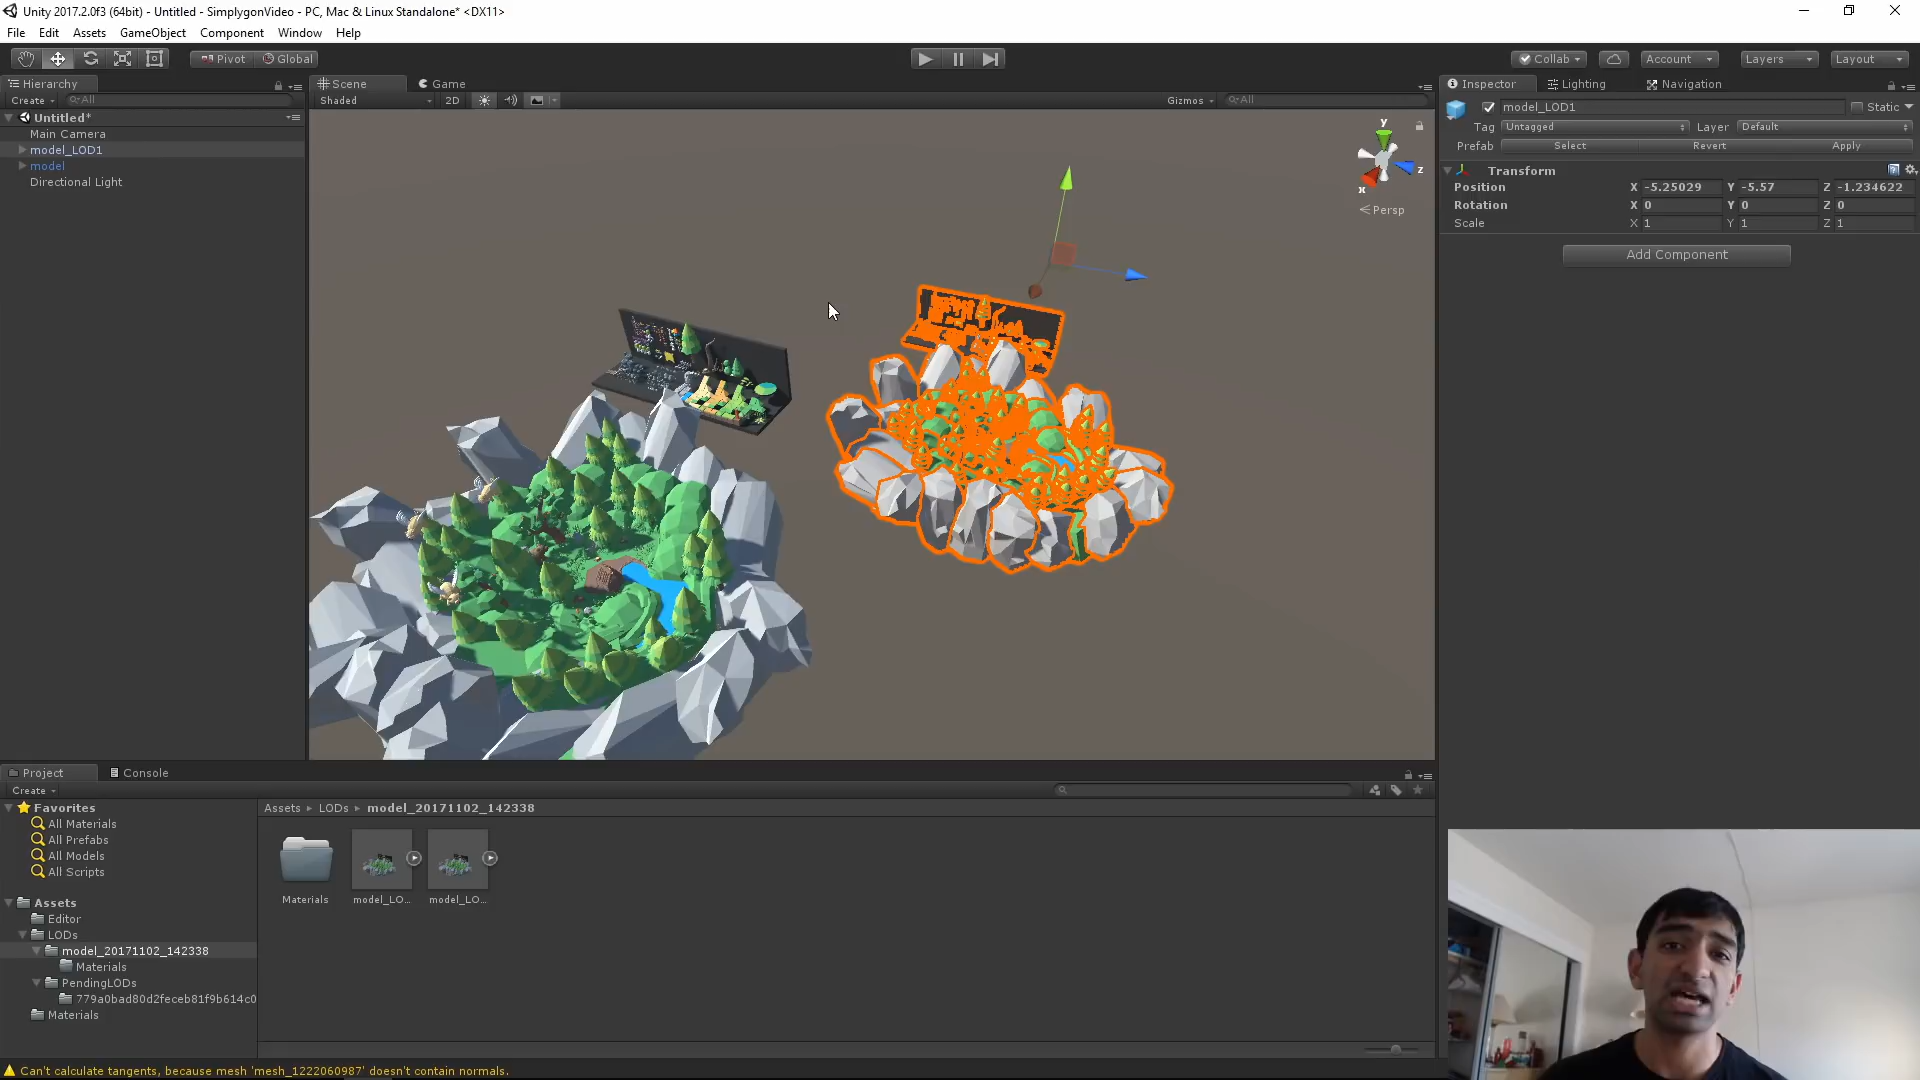 Unity 2017.2.0f3 (64bit) - Untitled - SimplygonVideo - PC, Mac & Linux Standalone* <DX11>
File Edit Assets GameObject Component Window Help
Pivot Global Collab Account Layers Layout
Hierarchy
Create All
Untitled*
Main Camera
model_LOD1
model
Directional Light
Scene Game
Shaded 2D Gizmos All
y
z
x
Persp
Inspector Lighting Navigation
model_LOD1 Static
Tag Untagged Layer Default
Prefab Select Revert Apply
Transform
Position X -5.25029 Y -5.57 Z -1.234622
Rotation X 0 Y 0 Z 0
Scale X 1 Y 1 Z 1
Add Component
Project Console
Create
Favorites
All Materials
All Prefabs
All Models
All Scripts
Assets
Editor
LODs
model_20171102_142338
Materials
PendingLODs
779a0bad80d2feceb81f9b614c0
Materials
Assets LODs model_20171102_142338
Materials model_LO... model_LO...
Can't calculate tangents, because mesh 'mesh_1222060987' doesn't contain normals.